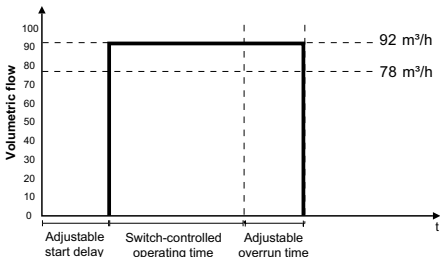 100
92 m³/h
90
80
78 m³/h
70
60
50
40
30
20
10
0
Volumetric flow
t
Adjustable
start delay
Switch-controlled
operating time
Adjustable
overrun time